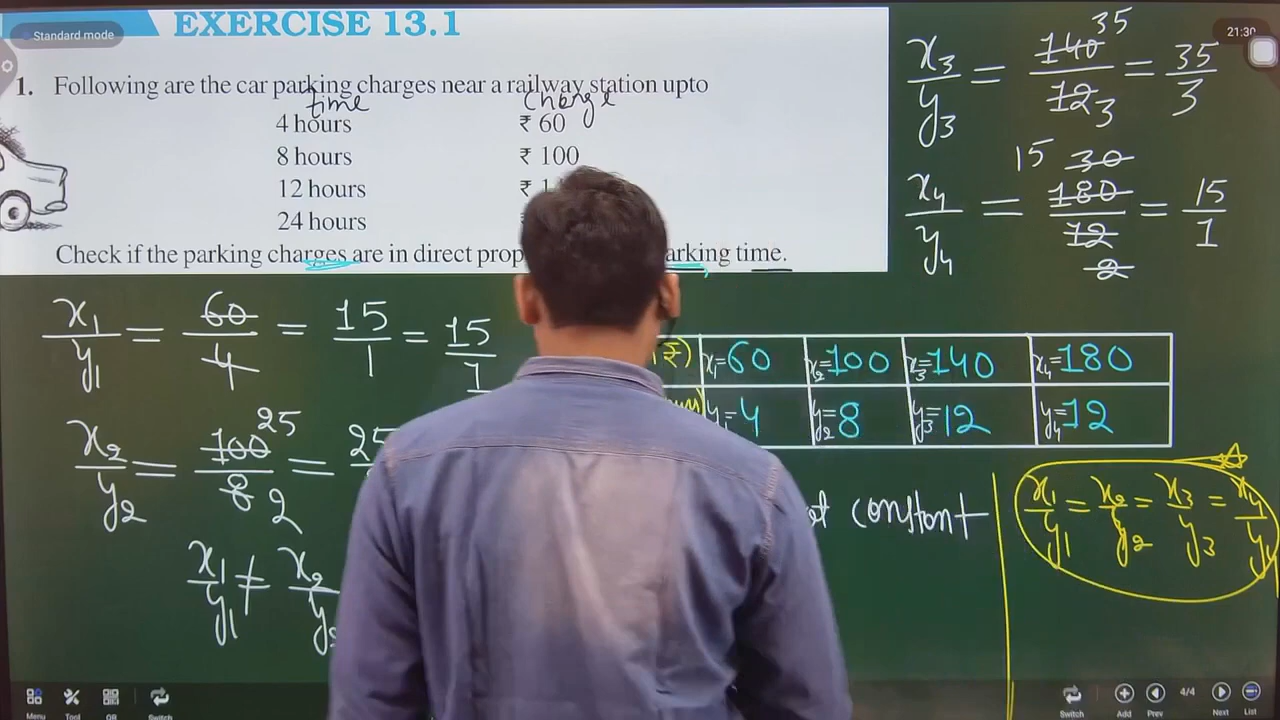 Standard mode
EXERCISE 13.1
21:30
1. Following are the car parking charges near a railway station upto
time charge
4 hours ₹ 60
8 hours ₹ 100
12 hours ₹ 1
24 hours
Check if the parking charges are in direct prop arking time.
x3/y3 = 140/12 35 3 = 35/3
x4/y4 = 15 30 180/12 2 = 15/1
x1/y1 = 60/4 = 15/1 = 15/1
x2/y2 = 100/8 25 2 = 25
x1/y1 ≠ x2/y2
₹) x1=60 x2=100 x3=140 x4=180
y1=4 y2=8 y3=12 y4=12
constant
x1/y1 = x2/y2 = x3/y3 = x4/y4
Menu Tool QR Switch Switch Add Prev 4/4 Next List